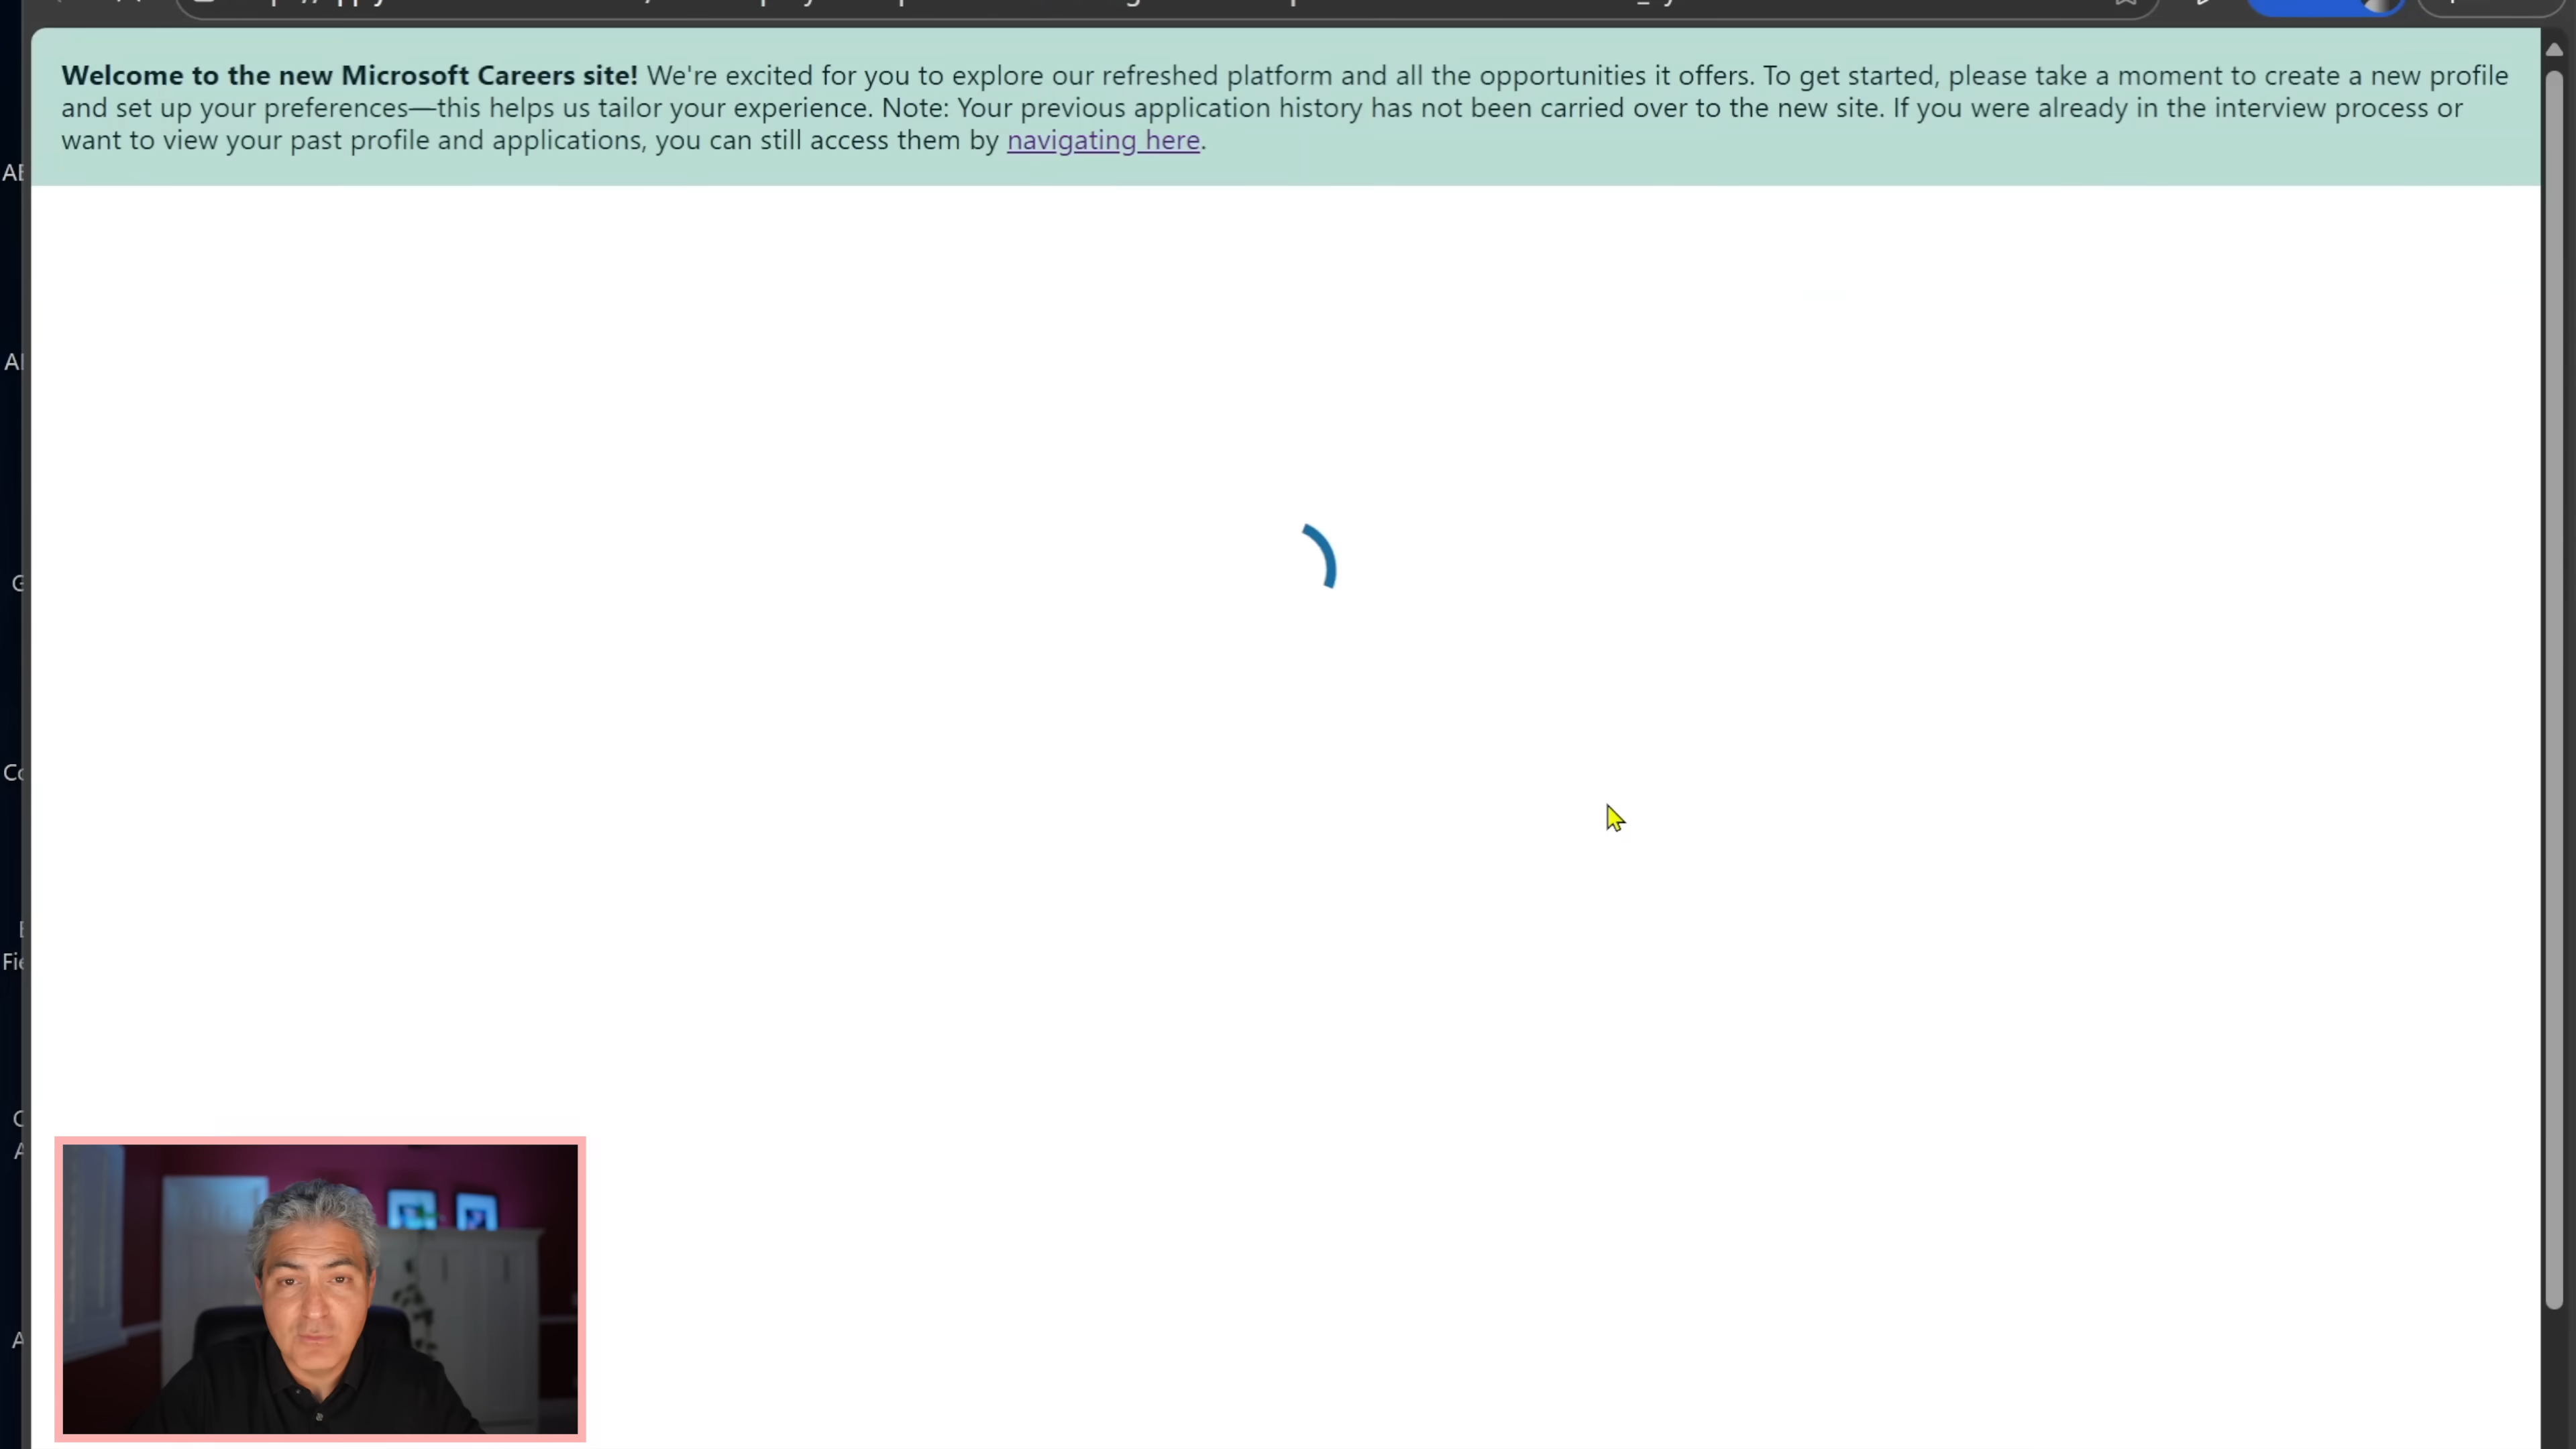 Welcome to the new Microsoft Careers site! We're excited for you to explore our refreshed platform and all the opportunities it offers. To get started, please take a moment to create a new profile
and set up your preferences—this helps us tailor your experience. Note: Your previous application history has not been carried over to the new site. If you were already in the interview process or
want to view your past profile and applications, you can still access them by navigating here.